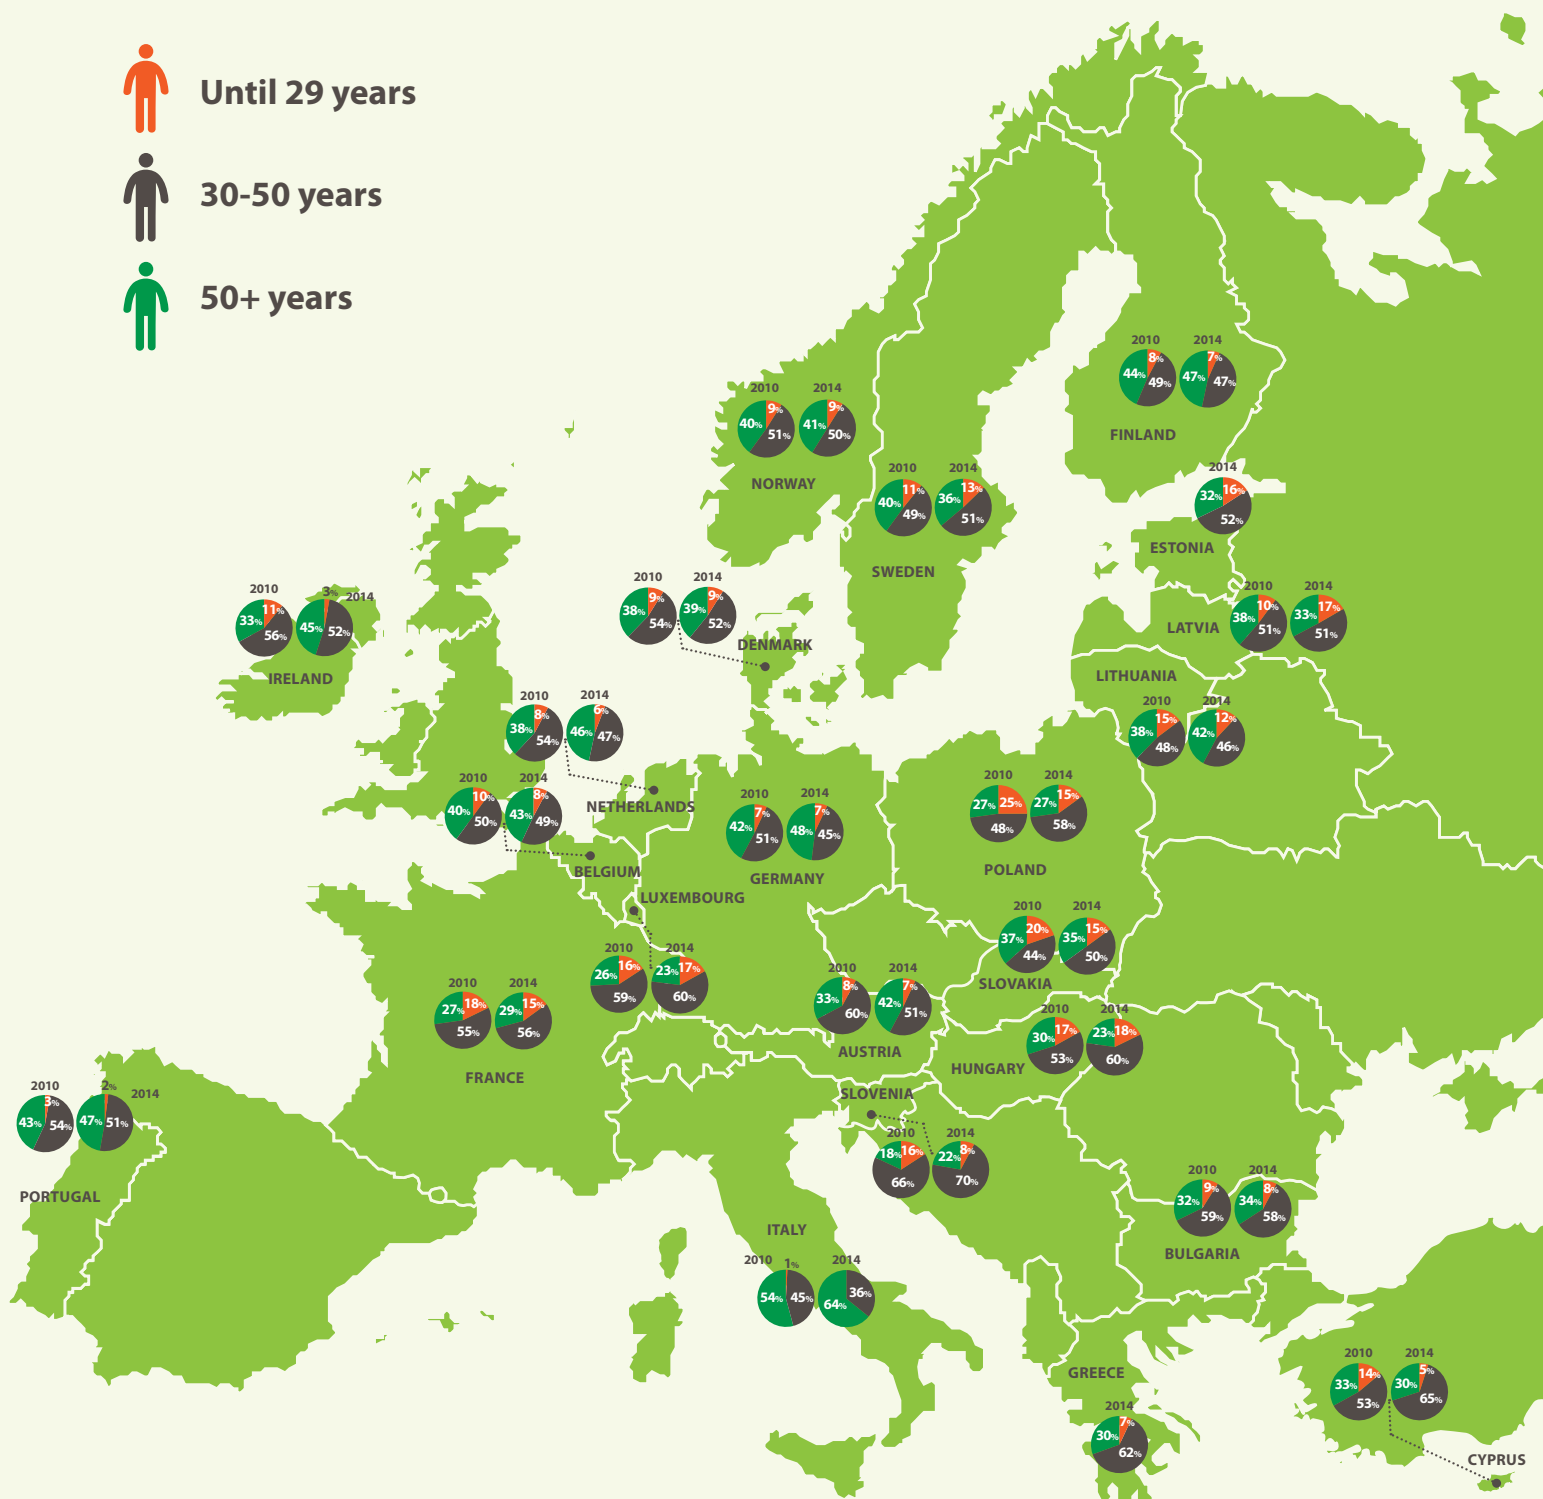 Until 29 years
30-50 years
50+ years
2010 2014
8% 7%
44% 49% 47% 47%
FINLAND
2010 2014
9% 9%
40% 51% 41% 50%
NORWAY
2010 2014
11% 13%
40% 49% 36% 51%
SWEDEN
2014
32% 16%
52%
ESTONIA
2010 2014
11% 3%
33% 56% 45% 52%
IRELAND
2010 2014
9% 9%
38% 54% 39% 52%
DENMARK
2010 2014
10% 17%
38% 51% 33% 51%
LATVIA
LITHUANIA
2010 2014
15% 12%
38% 48% 42% 46%
2010 2014
8% 6%
38% 54% 46% 47%
NETHERLANDS
2010 2014
10% 8%
40% 50% 43% 49%
BELGIUM
2010 2014
7% 7%
42% 51% 48% 45%
GERMANY
2010 2014
27% 25% 27% 15%
48% 58%
POLAND
LUXEMBOURG
2010 2014
26% 16% 23% 17%
59% 60%
2010 2014
37% 20% 35% 15%
44% 50%
SLOVAKIA
2010 2014
27% 18% 29% 15%
55% 56%
FRANCE
2010 2014
8% 7%
33% 60% 42% 51%
AUSTRIA
2010 2014
30% 17% 23% 18%
53% 60%
HUNGARY
2010 2014
3% 2%
43% 54% 47% 51%
PORTUGAL
SLOVENIA
2010 2014
18% 16% 22% 8%
66% 70%
2010 2014
9% 8%
32% 59% 34% 58%
BULGARIA
ITALY
2010 1% 2014
54% 45% 64% 36%
GREECE
2014
7%
30% 62%
2010 2014
14% 5%
33% 53% 30% 65%
CYPRUS